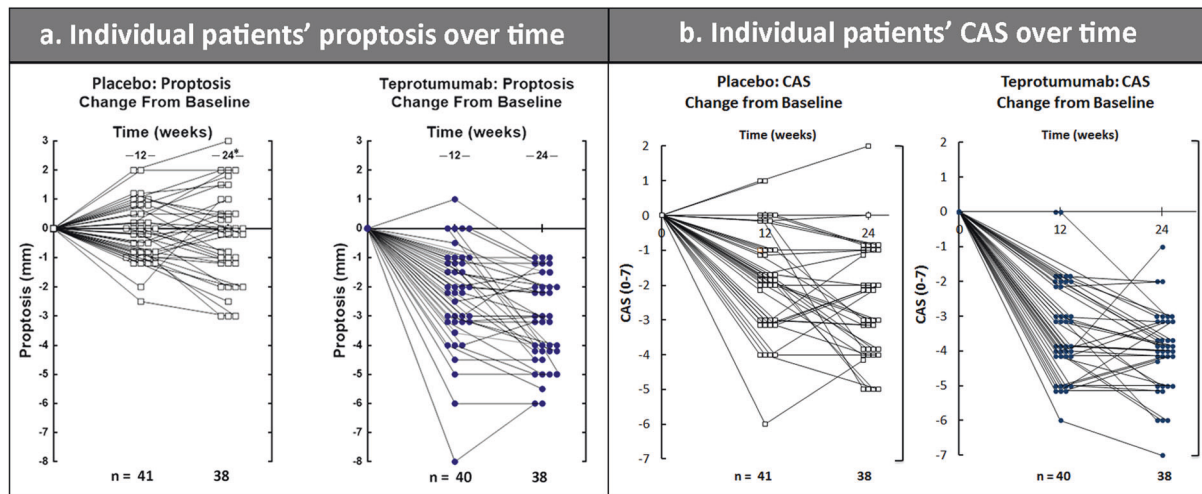 a. Individual patients’ proptosis over time
b. Individual patients’ CAS over time
Placebo: Proptosis
Change From Baseline
Time (weeks)
–12–
–24*–
3
2
1
0
-1
-2
-3
-4
-5
-6
-7
-8
Proptosis (mm)
n = 41
38
Teprotumumab: Proptosis
Change From Baseline
Time (weeks)
–12–
–24–
3
2
1
0
-1
-2
-3
-4
-5
-6
-7
-8
Proptosis (mm)
n = 40
38
Placebo: CAS
Change from Baseline
Time (weeks)
2
1
0
-1
-2
-3
-4
-5
-6
-7
0
12
24
CAS (0-7)
n = 41
38
Teprotumumab: CAS
Change from Baseline
Time (weeks)
2
1
0
-1
-2
-3
-4
-5
-6
-7
0
12
24
CAS (0-7)
n = 40
38